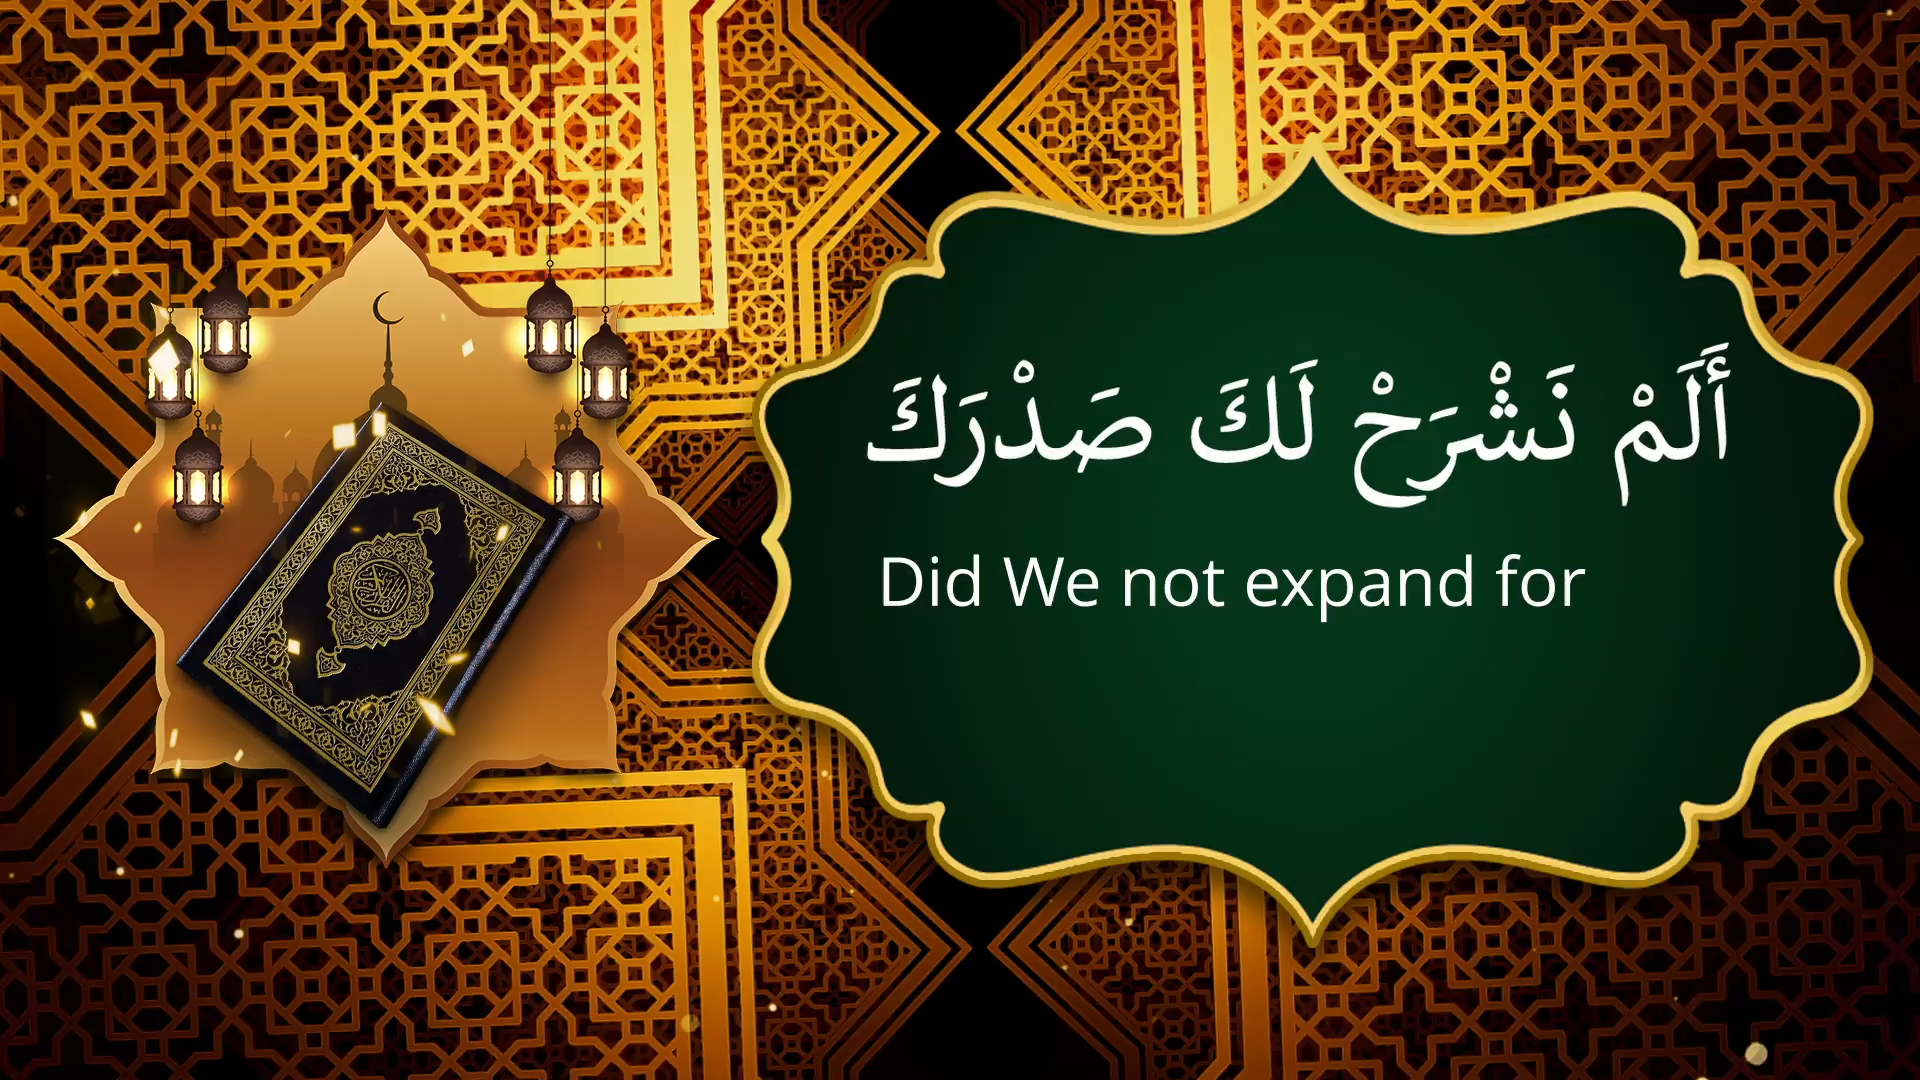 أَلَمْ نَشْرَحْ لَكَ صَدْرَكَ
Did We not expand for